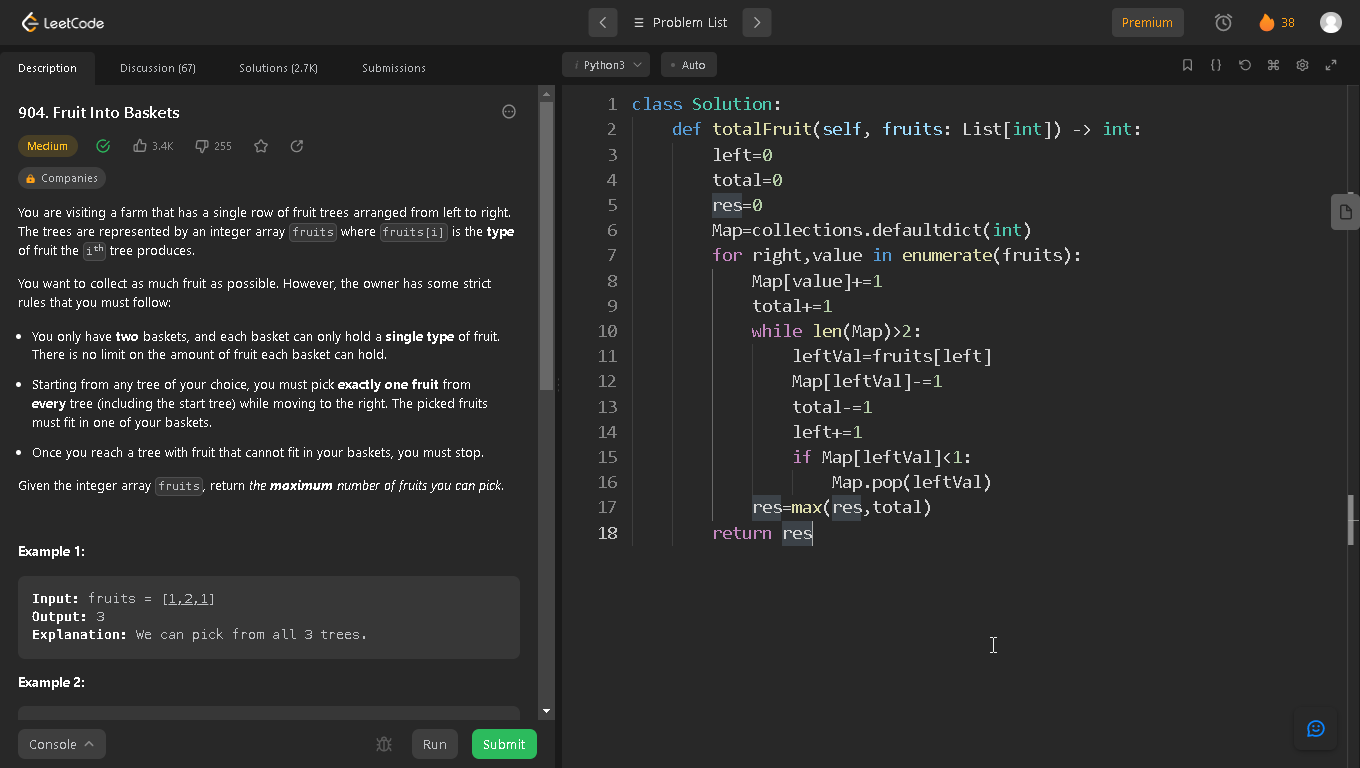 LeetCode
Problem List
Premium
38
Description
Discussion (67)
Solutions (2.7K)
Submissions
i Python3
Auto
904. Fruit Into Baskets
Medium
3.4K
255
Companies
You are visiting a farm that has a single row of fruit trees arranged from left to right.
The trees are represented by an integer array fruits where fruits[i] is the type
of fruit the ith tree produces.
You want to collect as much fruit as possible. However, the owner has some strict
rules that you must follow:
• You only have two baskets, and each basket can only hold a single type of fruit.
There is no limit on the amount of fruit each basket can hold.
• Starting from any tree of your choice, you must pick exactly one fruit from
every tree (including the start tree) while moving to the right. The picked fruits
must fit in one of your baskets.
• Once you reach a tree with fruit that cannot fit in your baskets, you must stop.
Given the integer array fruits, return the maximum number of fruits you can pick.
Example 1:
Input: fruits = [1,2,1]
Output: 3
Explanation: We can pick from all 3 trees.
Example 2:
Console
Run
Submit
1 class Solution:
2     def totalFruit(self, fruits: List[int]) -> int:
3         left=0
4         total=0
5         res=0
6         Map=collections.defaultdict(int)
7         for right,value in enumerate(fruits):
8             Map[value]+=1
9             total+=1
10             while len(Map)>2:
11                 leftVal=fruits[left]
12                 Map[leftVal]-=1
13                 total-=1
14                 left+=1
15                 if Map[leftVal]<1:
16                     Map.pop(leftVal)
17             res=max(res,total)
18         return res